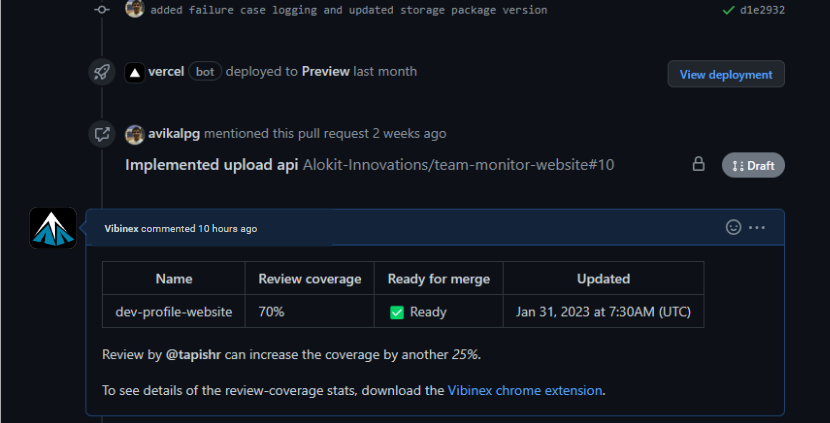 added failure case logging and updated storage package version d1e2932
vercel bot deployed to Preview last month View deployment
avikalpg mentioned this pull request 2 weeks ago
Implemented upload api Alokit-Innovations/team-monitor-website#10 Draft
Vibinex commented 10 hours ago
Name Review coverage Ready for merge Updated
dev-profile-website 70% Ready Jan 31, 2023 at 7:30AM (UTC)
Review by @tapishr can increase the coverage by another 25%.
To see details of the review-coverage stats, download the Vibinex chrome extension.